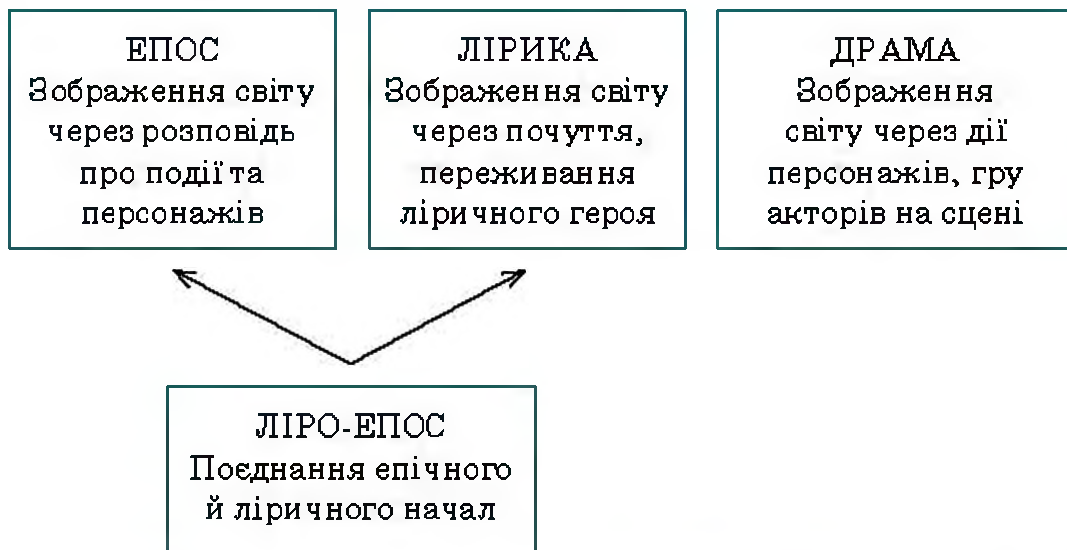 ЕПОС
Зображення світу
через розповідь
про події та
персонажів
ЛІРИКА
Зображення світу
через почуття,
переживання
ліричного героя
ДРАМА
Зображення
світу через дії
персонажів, гру
акторів на сцені
ЛІРО-ЕПОС
Поєднання епічного
й ліричного начал